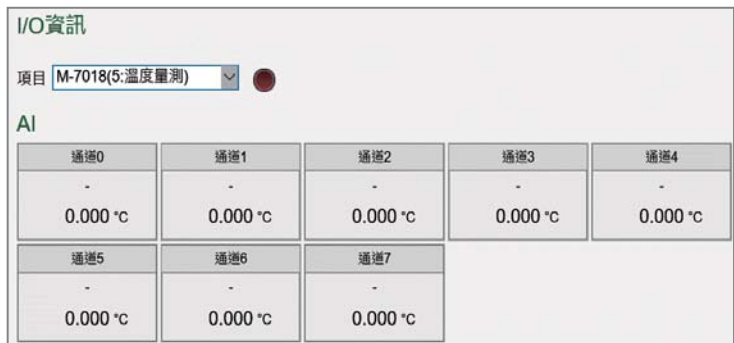 I/O資訊
項目 M-7018(5:溫度量測)
AI
通道0 通道1 通道2 通道3 通道4
- - - - -
0.000 °C 0.000 °C 0.000 °C 0.000 °C 0.000 °C
通道5 通道6 通道7
- - -
0.000 °C 0.000 °C 0.000 °C